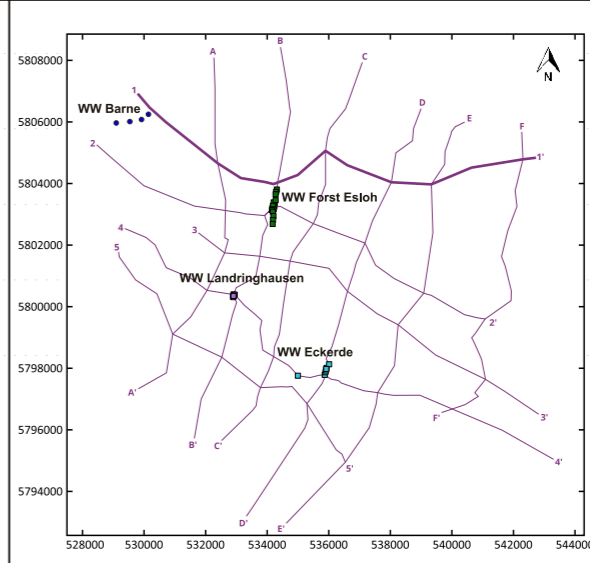 B
A
C
5808000
N
1
D
WW Barne
E
5806000
F
2
1'
5804000
WW Forst Esloh
4
3
5802000
5
WW Landringhausen
5800000
2'
WW Eckerde
5798000
A'
F'
3'
5796000
B'
C'
4'
5'
5794000
D'
E'
528000 530000 532000 534000 536000 538000 540000 542000 544000